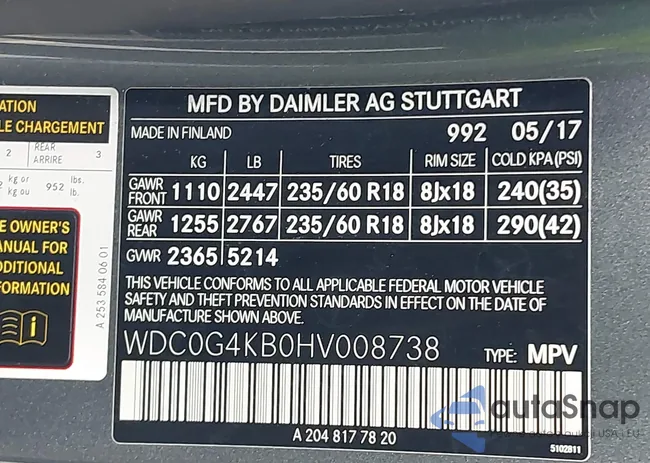 ATION
LE CHARGEMENT
REAR
2 ARRIÈRE 3
kg or
kg ou 952 lbs.
lb.
E OWNER'S
ANUAL FOR
DDITIONAL
FORMATION
A 253 584 06 01
MFD BY DAIMLER AG STUTTGART
MADE IN FINLAND 992 05/17
KG LB TIRES RIM SIZE COLD KPA(PSI)
GAWR FRONT 1110 2447 235/60 R18 8Jx18 240(35)
GAWR REAR 1255 2767 235/60 R18 8Jx18 290(42)
GVWR 2365 5214
THIS VEHICLE CONFORMS TO ALL APPLICABLE FEDERAL MOTOR VEHICLE
SAFETY AND THEFT PREVENTION STANDARDS IN EFFECT ON THE DATE OF
MANUFACTURE SHOWN ABOVE.
WDC0G4KB0HV008738 TYPE: MPV
A 204 817 78 20
5102811
autoSnap